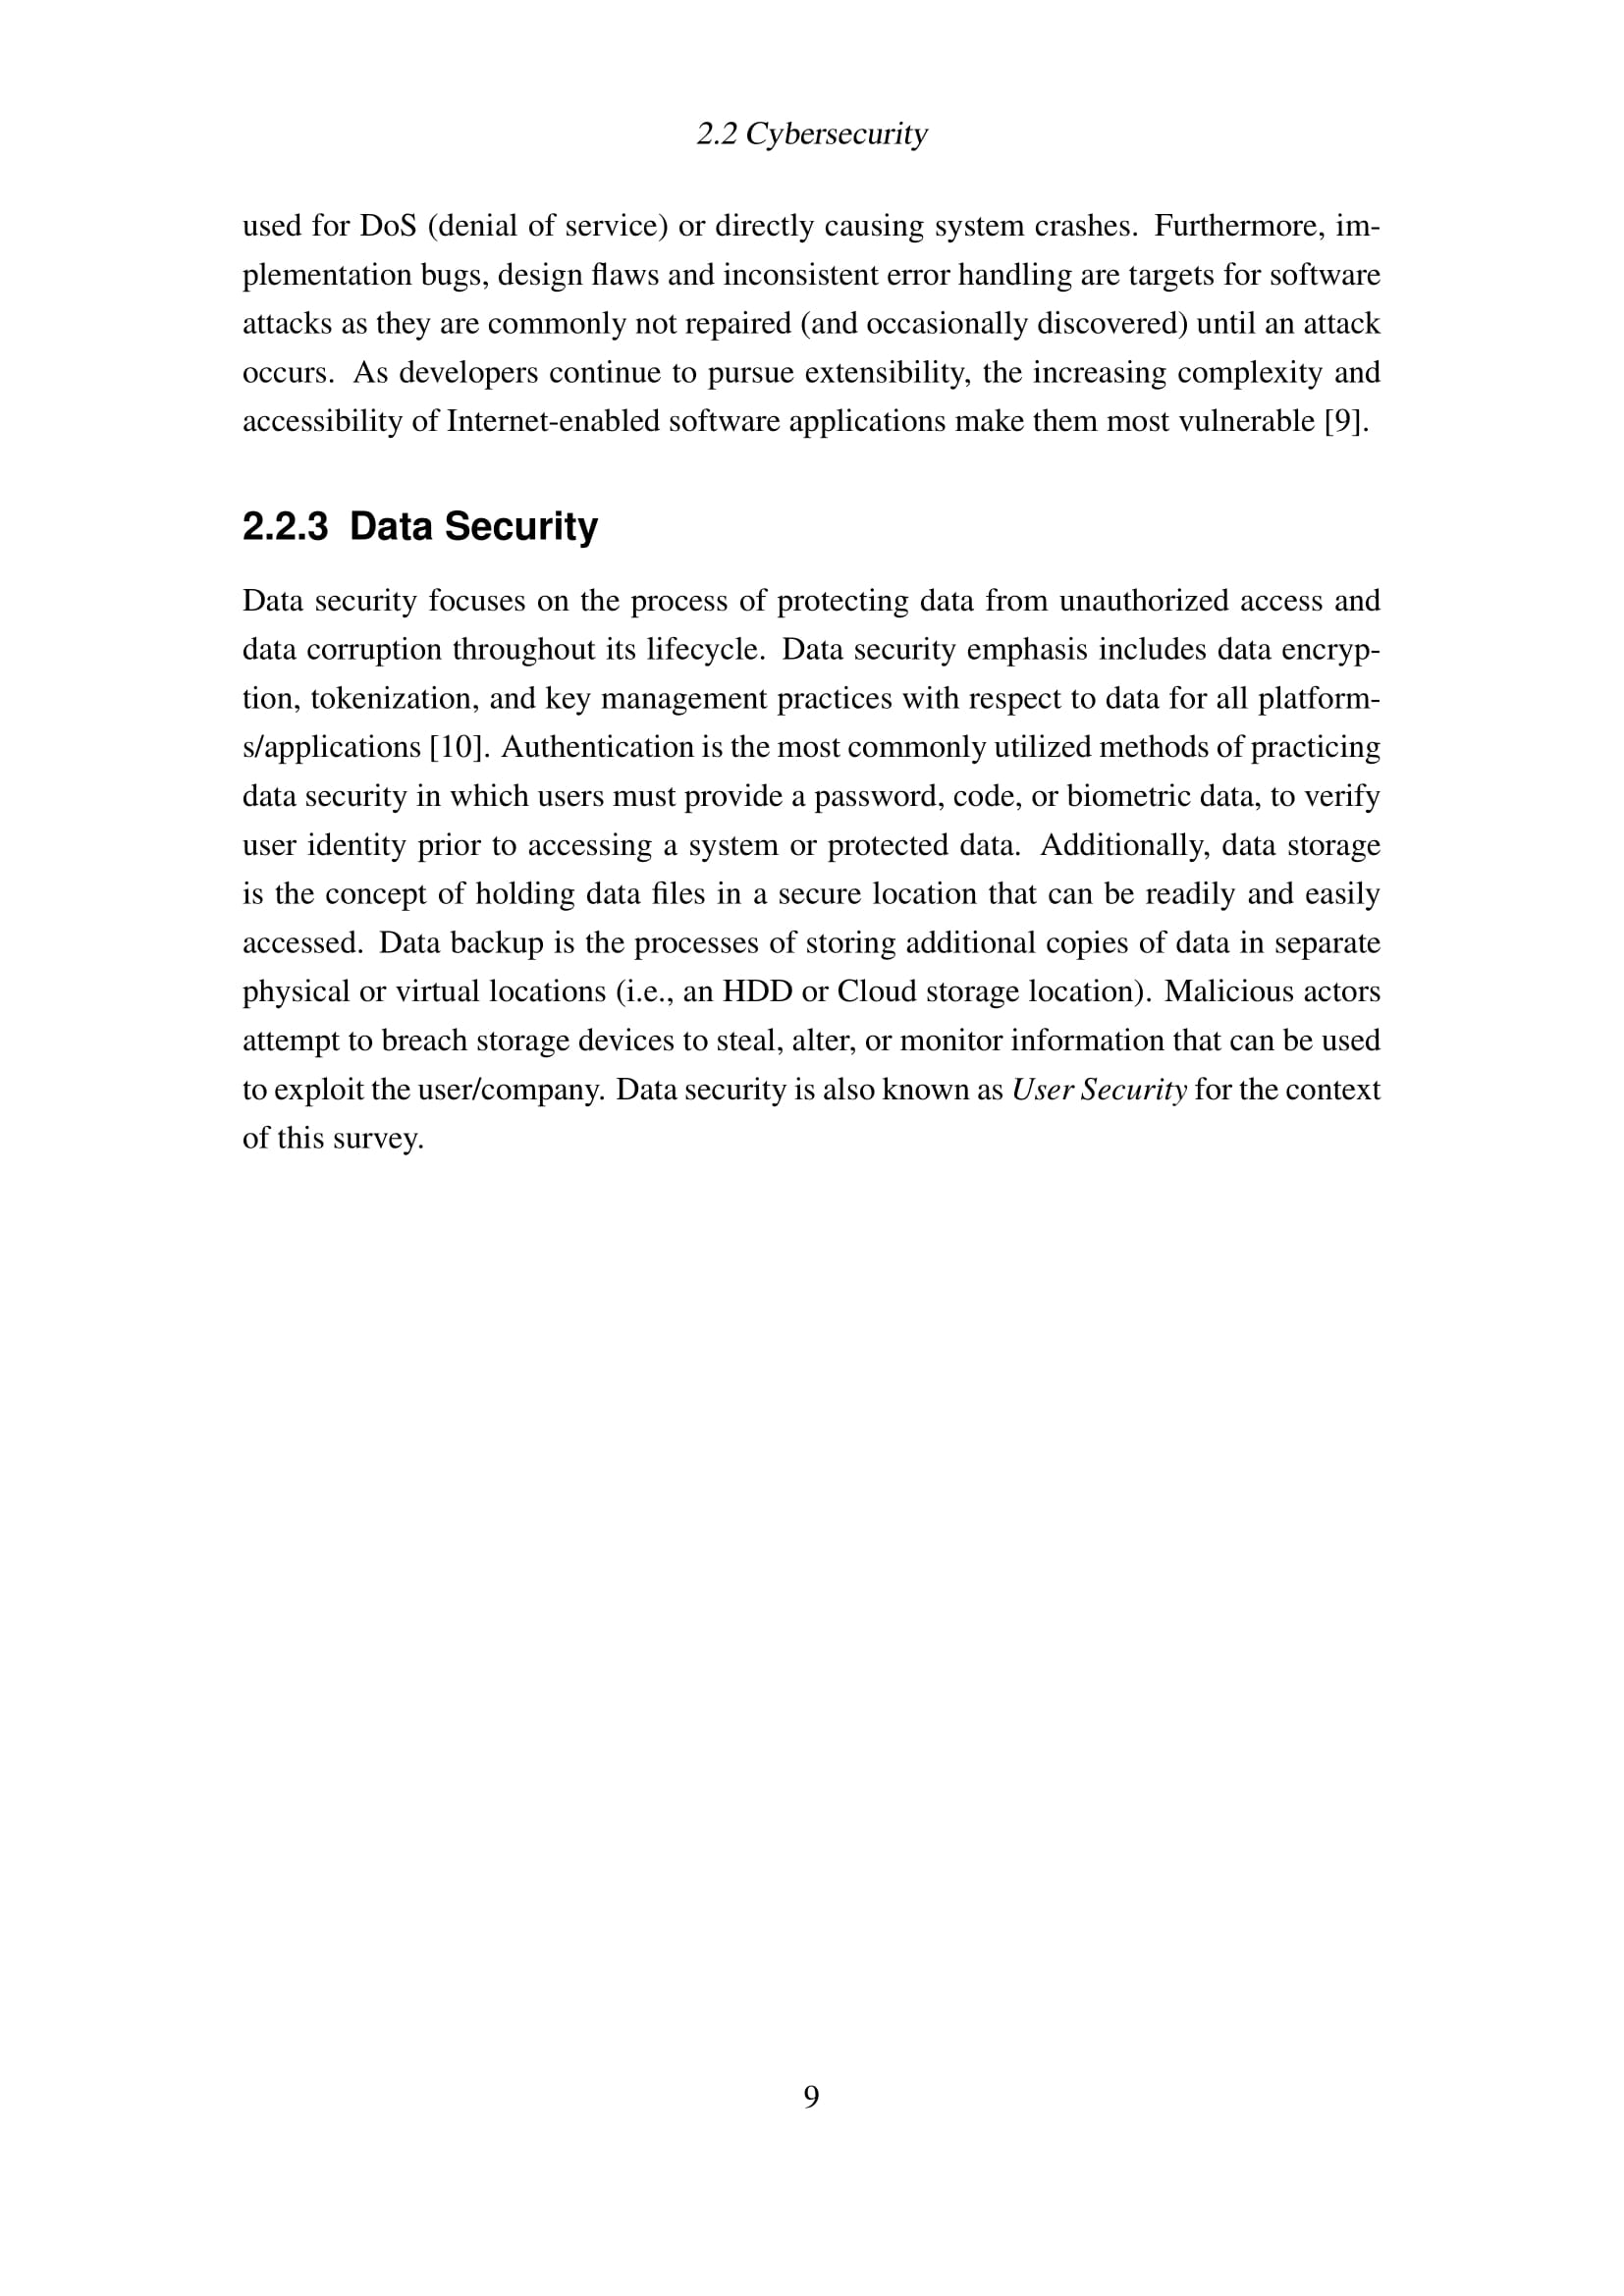 2.2 Cybersecurity
used for DoS (denial of service) or directly causing system crashes. Furthermore, im-
plementation bugs, design flaws and inconsistent error handling are targets for software
attacks as they are commonly not repaired (and occasionally discovered) until an attack
occurs. As developers continue to pursue extensibility, the increasing complexity and
accessibility of Internet-enabled software applications make them most vulnerable [9].
2.2.3 Data Security
Data security focuses on the process of protecting data from unauthorized access and
data corruption throughout its lifecycle. Data security emphasis includes data encryp-
tion, tokenization, and key management practices with respect to data for all platform-
s/applications [10]. Authentication is the most commonly utilized methods of practicing
data security in which users must provide a password, code, or biometric data, to verify
user identity prior to accessing a system or protected data. Additionally, data storage
is the concept of holding data files in a secure location that can be readily and easily
accessed. Data backup is the processes of storing additional copies of data in separate
physical or virtual locations (i.e., an HDD or Cloud storage location). Malicious actors
attempt to breach storage devices to steal, alter, or monitor information that can be used
to exploit the user/company. Data security is also known as User Security for the context
of this survey.
9